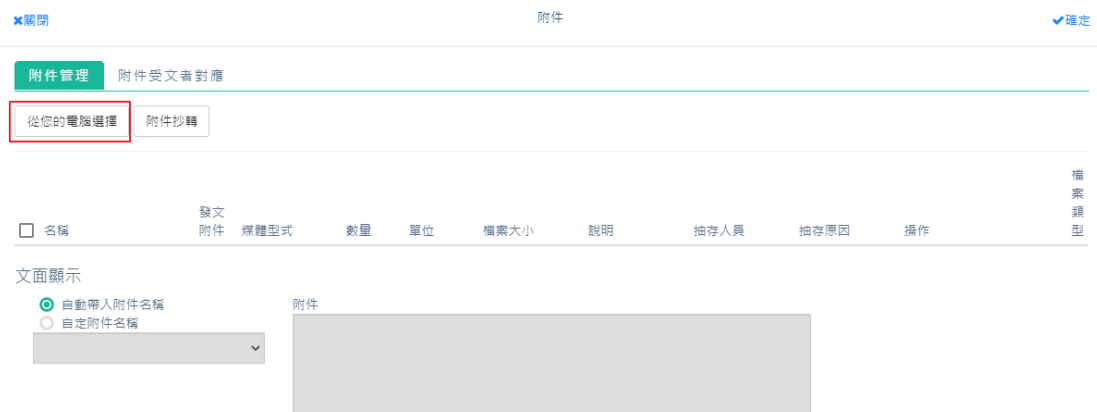 ✖關閉 附件 ✔確定
附件管理 附件受文者對應
從您的電腦選擇 附件抄轉
名稱 發文附件 媒體型式 數量 單位 檔案大小 說明 抽存人員 抽存原因 操作 檔案類型
文面顯示
自動帶入附件名稱 附件
自定附件名稱